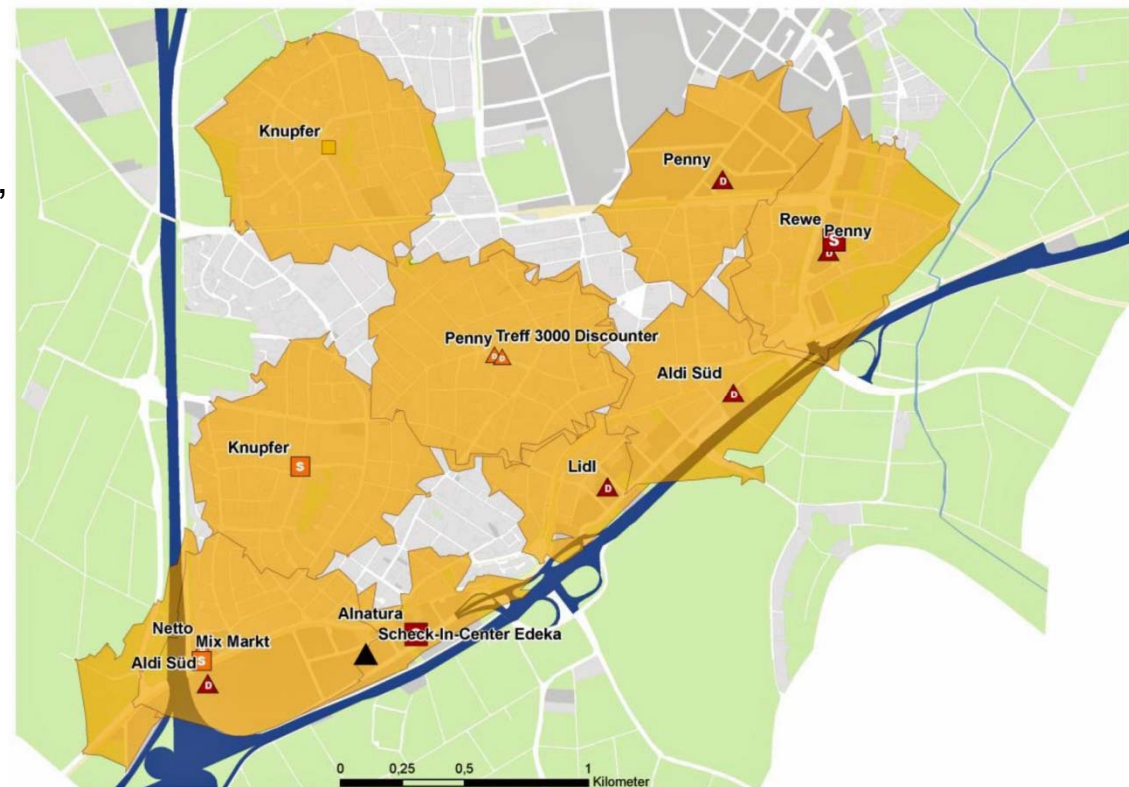 ,
Knupfer
Penny
D
Rewe
Penny
S
D
Penny
Treff 3000 Discounter
D
D
Aldi Süd
D
Knupfer
S
Lidl
D
Alnatura
Scheck-In-Center Edeka
Netto
Mix Markt
S
Aldi Süd
D
0 0,25 0,5 1
Kilometer